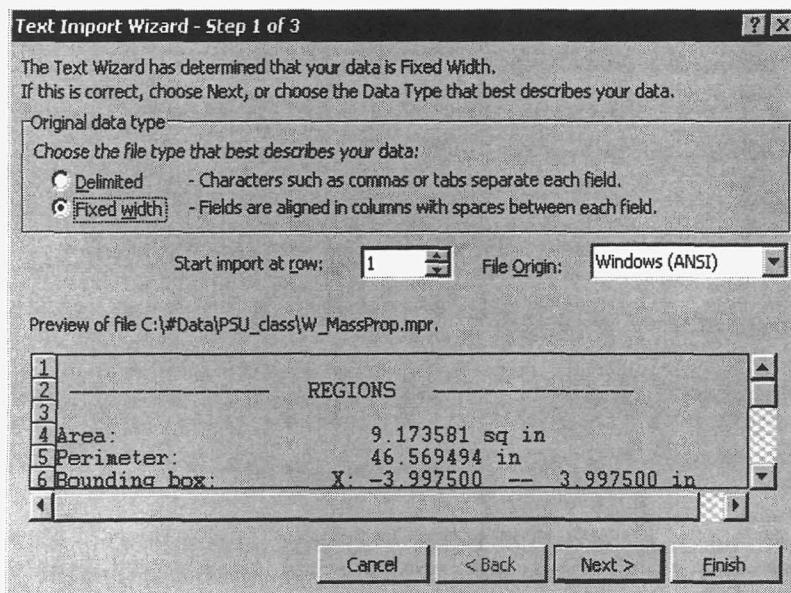 Text Import Wizard - Step 1 of 3 ? X
The Text Wizard has determined that your data is Fixed Width.
If this is correct, choose Next, or choose the Data Type that best describes your data.
Original data type
Choose the file type that best describes your data:
Delimited - Characters such as commas or tabs separate each field.
Fixed width - Fields are aligned in columns with spaces between each field.
Start import at row: 1 File Origin: Windows (ANSI)
Preview of file C:\#Data\PSU_class\W_MassProp.mpr.
1
2 ---------------- REGIONS ----------------
3
4 Area: 9.173581 sq in
5 Perimeter: 46.569494 in
6 Bounding box: X: -3.997500 -- 3.997500 in
Cancel < Back Next > Finish